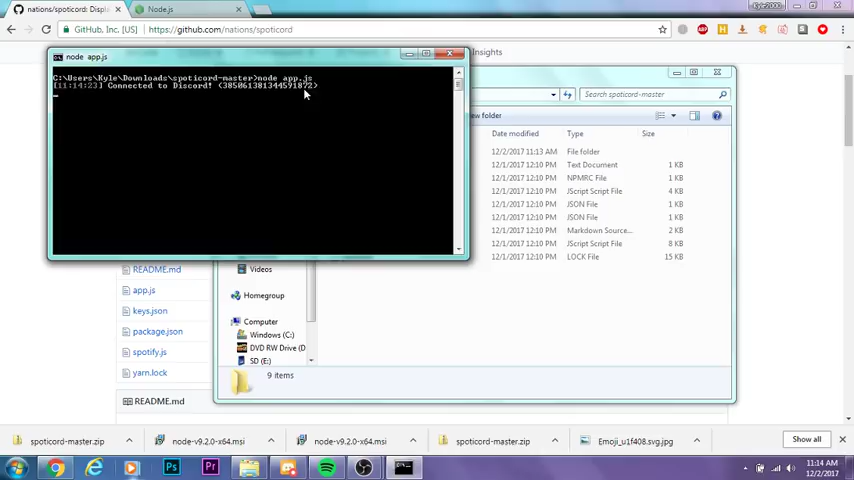 nations/spoticord: Displa
Node.js
Kyle2000
GitHub, Inc. [US]
https://github.com/nations/spoticord
Insights
node app.js
C:\Users\Kyle\Downloads\spoticord-master>node app.js
[11:14:23] Connected to Discord! (385061381344591872)
Search spoticord-master
ew folder
Date modified
Type
Size
12/2/2017 11:13 AM
File folder
12/1/2017 12:10 PM
Text Document
1 KB
12/1/2017 12:10 PM
NPMRC File
1 KB
12/1/2017 12:10 PM
JScript Script File
4 KB
12/1/2017 12:10 PM
JSON File
1 KB
12/1/2017 12:10 PM
JSON File
1 KB
12/1/2017 12:10 PM
Markdown Source...
2 KB
12/1/2017 12:10 PM
JScript Script File
8 KB
12/1/2017 12:10 PM
LOCK File
15 KB
README.md
app.js
keys.json
package.json
spotify.js
yarn.lock
README.md
Videos
Homegroup
Computer
Windows (C:)
DVD RW Drive (D
SD (E:)
9 items
spoticord-master.zip
node-v9.2.0-x64.msi
node-v9.2.0-x64.msi
spoticord-master.zip
Emoji_u1f408.svg.jpg
Show all
Ps
Pr
11:14 AM
12/2/2017